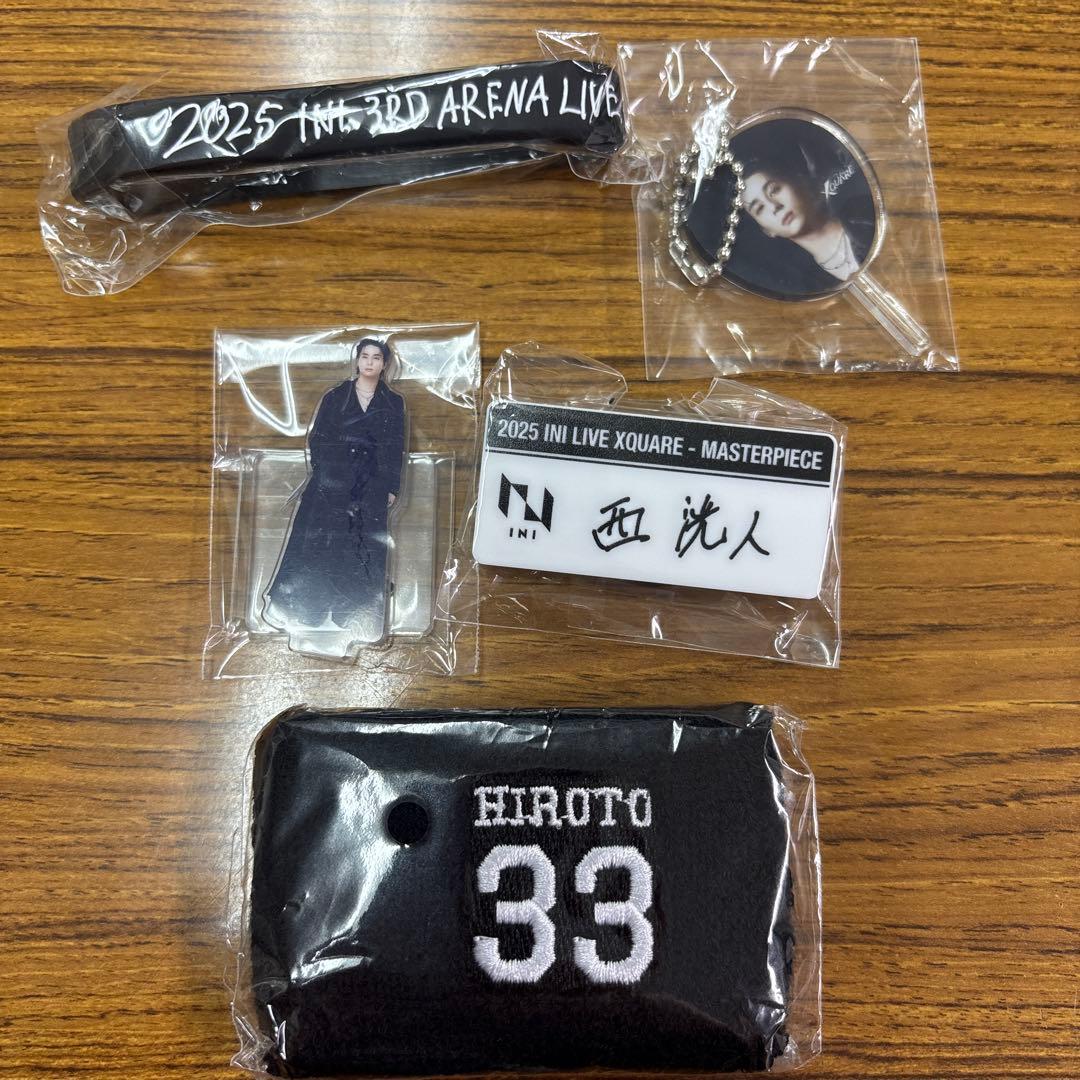 2025 INI 3RD ARENA LIVE
XQUARE
2025 INI LIVE XQUARE - MASTERPIECE
INI
西 洸人
HIROTO
33